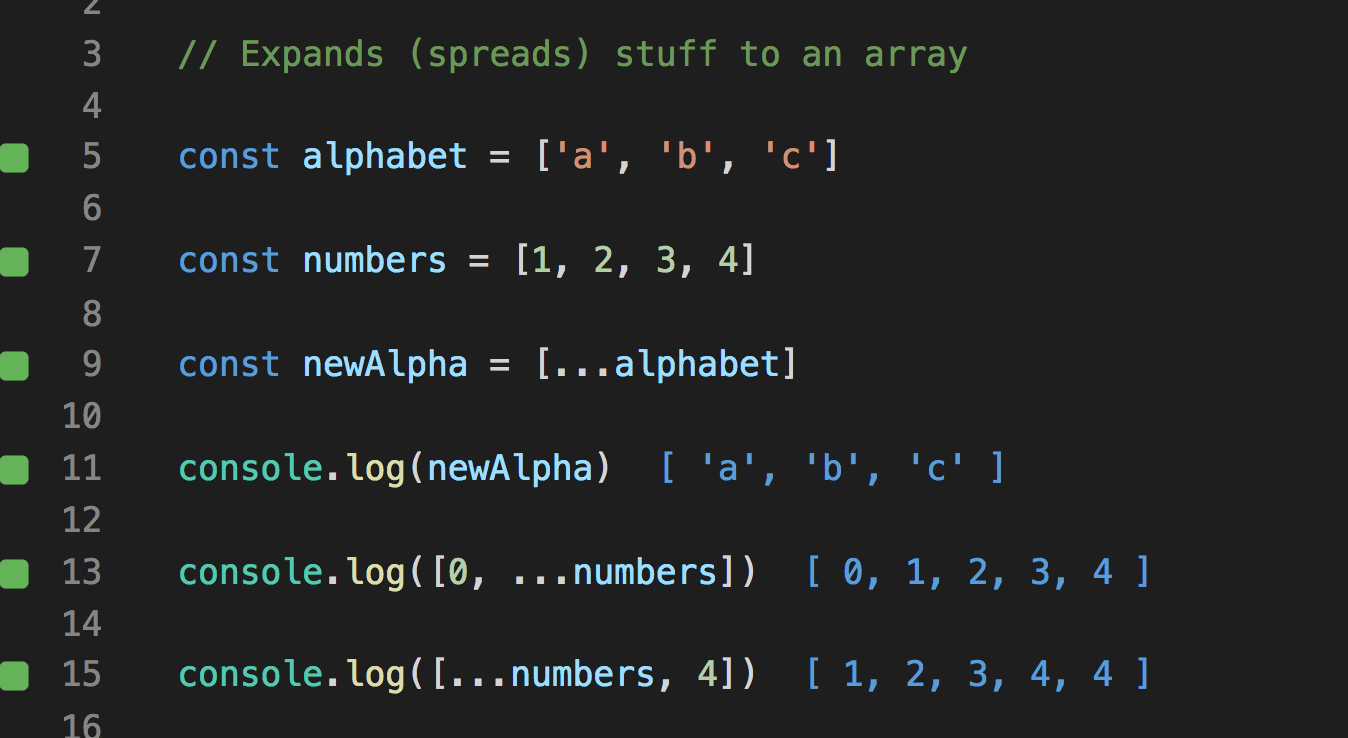 2
3 // Expands (spreads) stuff to an array
4
5 const alphabet = ['a', 'b', 'c']
6
7 const numbers = [1, 2, 3, 4]
8
9 const newAlpha = [...alphabet]
10
11 console.log(newAlpha) [ 'a', 'b', 'c' ]
12
13 console.log([0, ...numbers]) [ 0, 1, 2, 3, 4 ]
14
15 console.log([...numbers, 4]) [ 1, 2, 3, 4, 4 ]
16